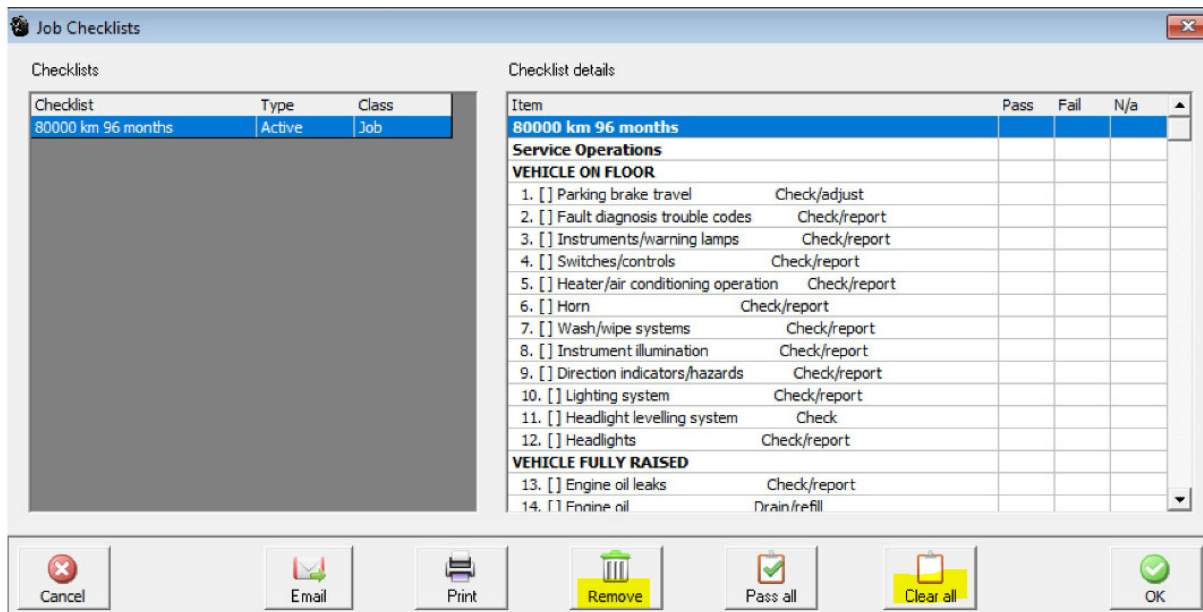 Job Checklists
Checklists
Checklist Type Class
80000 km 96 months Active Job
Checklist details
Item Pass Fail N/a
80000 km 96 months
Service Operations
VEHICLE ON FLOOR
1. [ ] Parking brake travel Check/adjust
2. [ ] Fault diagnosis trouble codes Check/report
3. [ ] Instruments/warning lamps Check/report
4. [ ] Switches/controls Check/report
5. [ ] Heater/air conditioning operation Check/report
6. [ ] Horn Check/report
7. [ ] Wash/wipe systems Check/report
8. [ ] Instrument illumination Check/report
9. [ ] Direction indicators/hazards Check/report
10. [ ] Lighting system Check/report
11. [ ] Headlight levelling system Check
12. [ ] Headlights Check/report
VEHICLE FULLY RAISED
13. [ ] Engine oil leaks Check/report
14. [ ] Engine oil Drain/refill
Cancel Email Print Remove Pass all Clear all OK